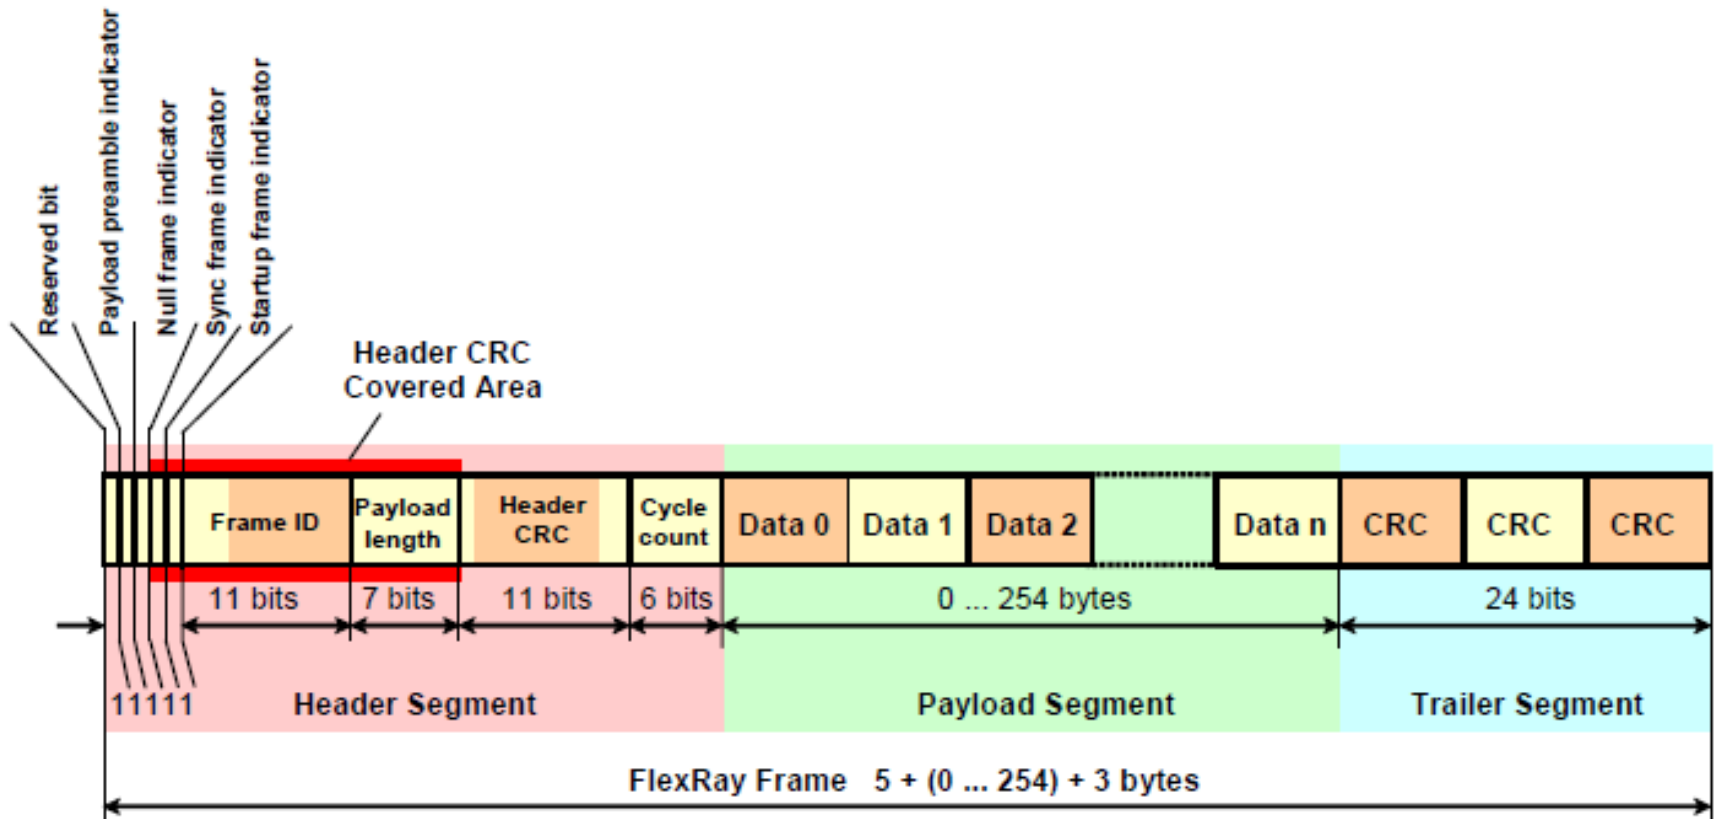 Reserved bit
Payload preamble indicator
Null frame indicator
Sync frame indicator
Startup frame indicator
Header CRC
Covered Area
Frame ID
Payload
length
Header
CRC
Cycle
count
Data 0
Data 1
Data 2
Data n
CRC
CRC
CRC
11 bits
7 bits
11 bits
6 bits
0 ... 254 bytes
24 bits
11111
Header Segment
Payload Segment
Trailer Segment
FlexRay Frame 5 + (0 ... 254) + 3 bytes